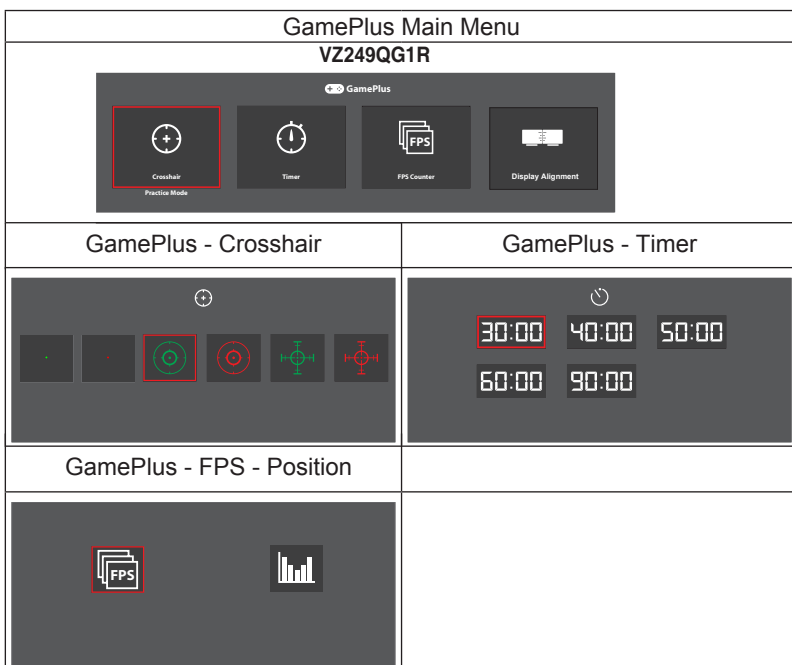 GamePlus Main Menu
VZ249QG1R
GamePlus
Crosshair
Practice Mode
Timer
FPS
FPS Counter
Display Alignment
GamePlus - Crosshair
GamePlus - Timer
30:00 40:00 50:00
60:00 90:00
GamePlus - FPS - Position
FPS